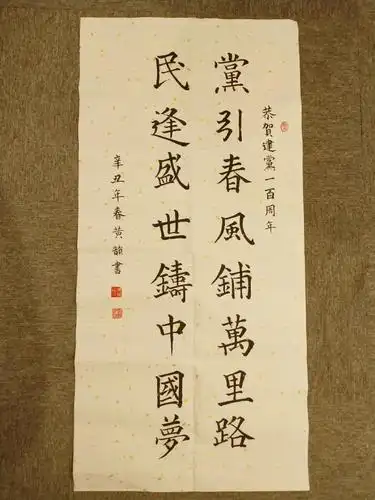 恭賀建黨一百周年
黨引春風鋪萬里路
民逢盛世鑄中國夢
辛丑年春黄韻書